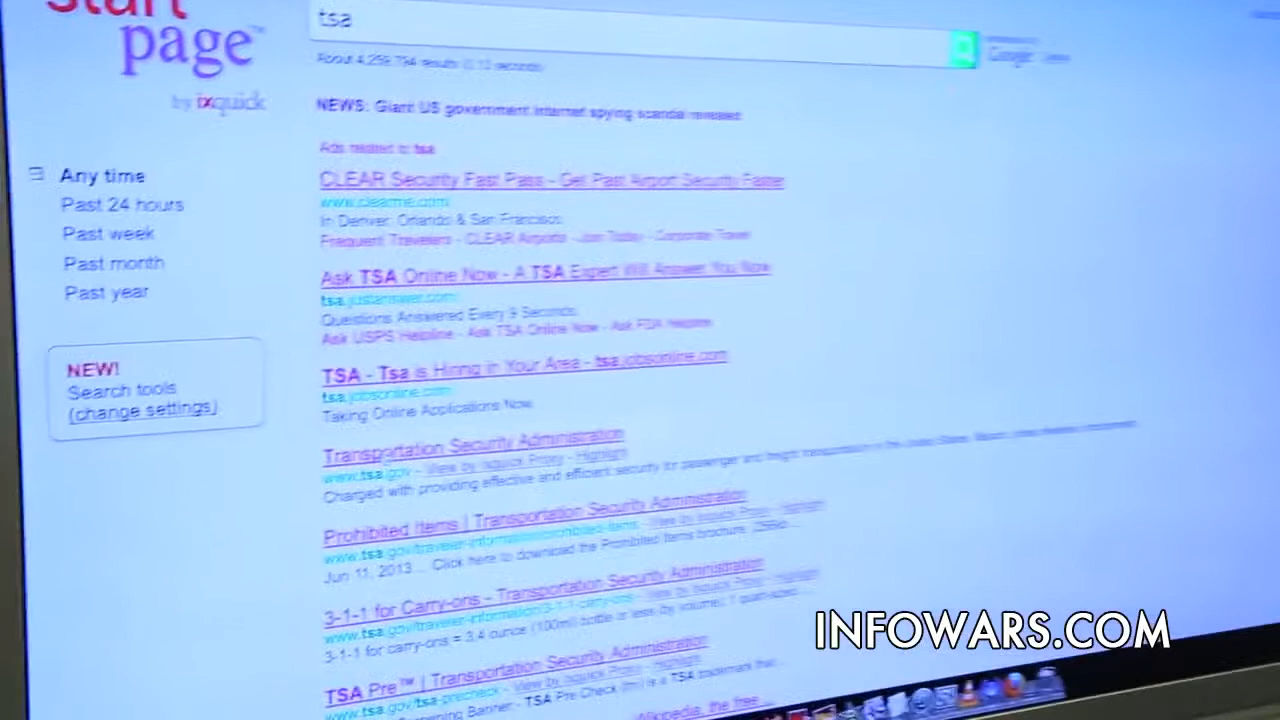 start
page™
by ixquick
tsa
About 4,259,794 results (0.12 seconds)
Google
NEWS: Giant US government Internet spying scandal revealed
Any time
Past 24 hours
Past week
Past month
Past year
NEW!
Search tools
(change settings)
Ads related to tsa
CLEAR Security Fast Pass - Get Past Airport Security Faster
www.clearme.com/
In Denver, Orlando & San Francisco.
Frequent Travelers - CLEAR Airports - Join Today - Corporate Travel
Ask TSA Online Now - A TSA Expert Will Answer You Now
tsa.justanswer.com/
Questions Answered Every 9 Seconds.
Ask USPS Helpline - Ask TSA Online Now - Ask FDA Helpline
TSA - Tsa is Hiring in Your Area - tsa.jobsonline.com
tsa.jobsonline.com/
Taking Online Applications Now.
Transportation Security Administration
www.tsa.gov - View by Ixquick Proxy - Highlight
Charged with providing effective and efficient security for passenger and freight transportation in the United States.
Prohibited Items | Transportation Security Administration
www.tsa.gov/traveler-information/prohibited-items - View by Ixquick Proxy - Highlight
Jun 11, 2013 ... Click here to download the Prohibited Items brochure.
3-1-1 for Carry-ons - Transportation Security Administration
www.tsa.gov/traveler-information/3-1-1-carry-ons - View by Ixquick Proxy - Highlight
3-1-1 for carry-ons = 3.4 ounce (100ml) bottle or less by volume; 1 quart-sized
TSA Pre™ | Transportation Security Administration
www.tsa.gov/tsa-precheck - View by Ixquick Proxy - Highlight
Banner - TSA Pre Check (tm) is a TSA trademark that
Wikipedia, the free
INFOWARS.COM